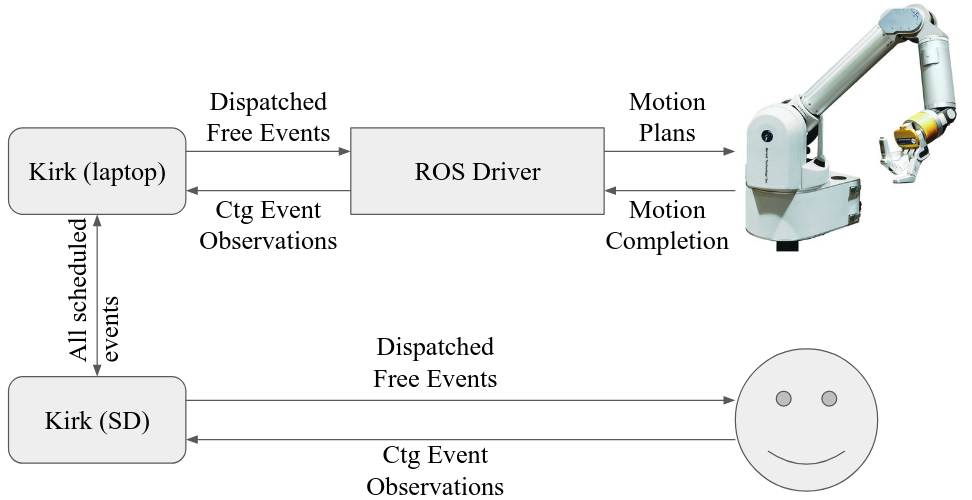 Dispatched
Free Events
Motion
Plans
Kirk (laptop)
ROS Driver
Ctg Event
Observations
Motion
Completion
All scheduled
events
Dispatched
Free Events
Kirk (SD)
Ctg Event
Observations